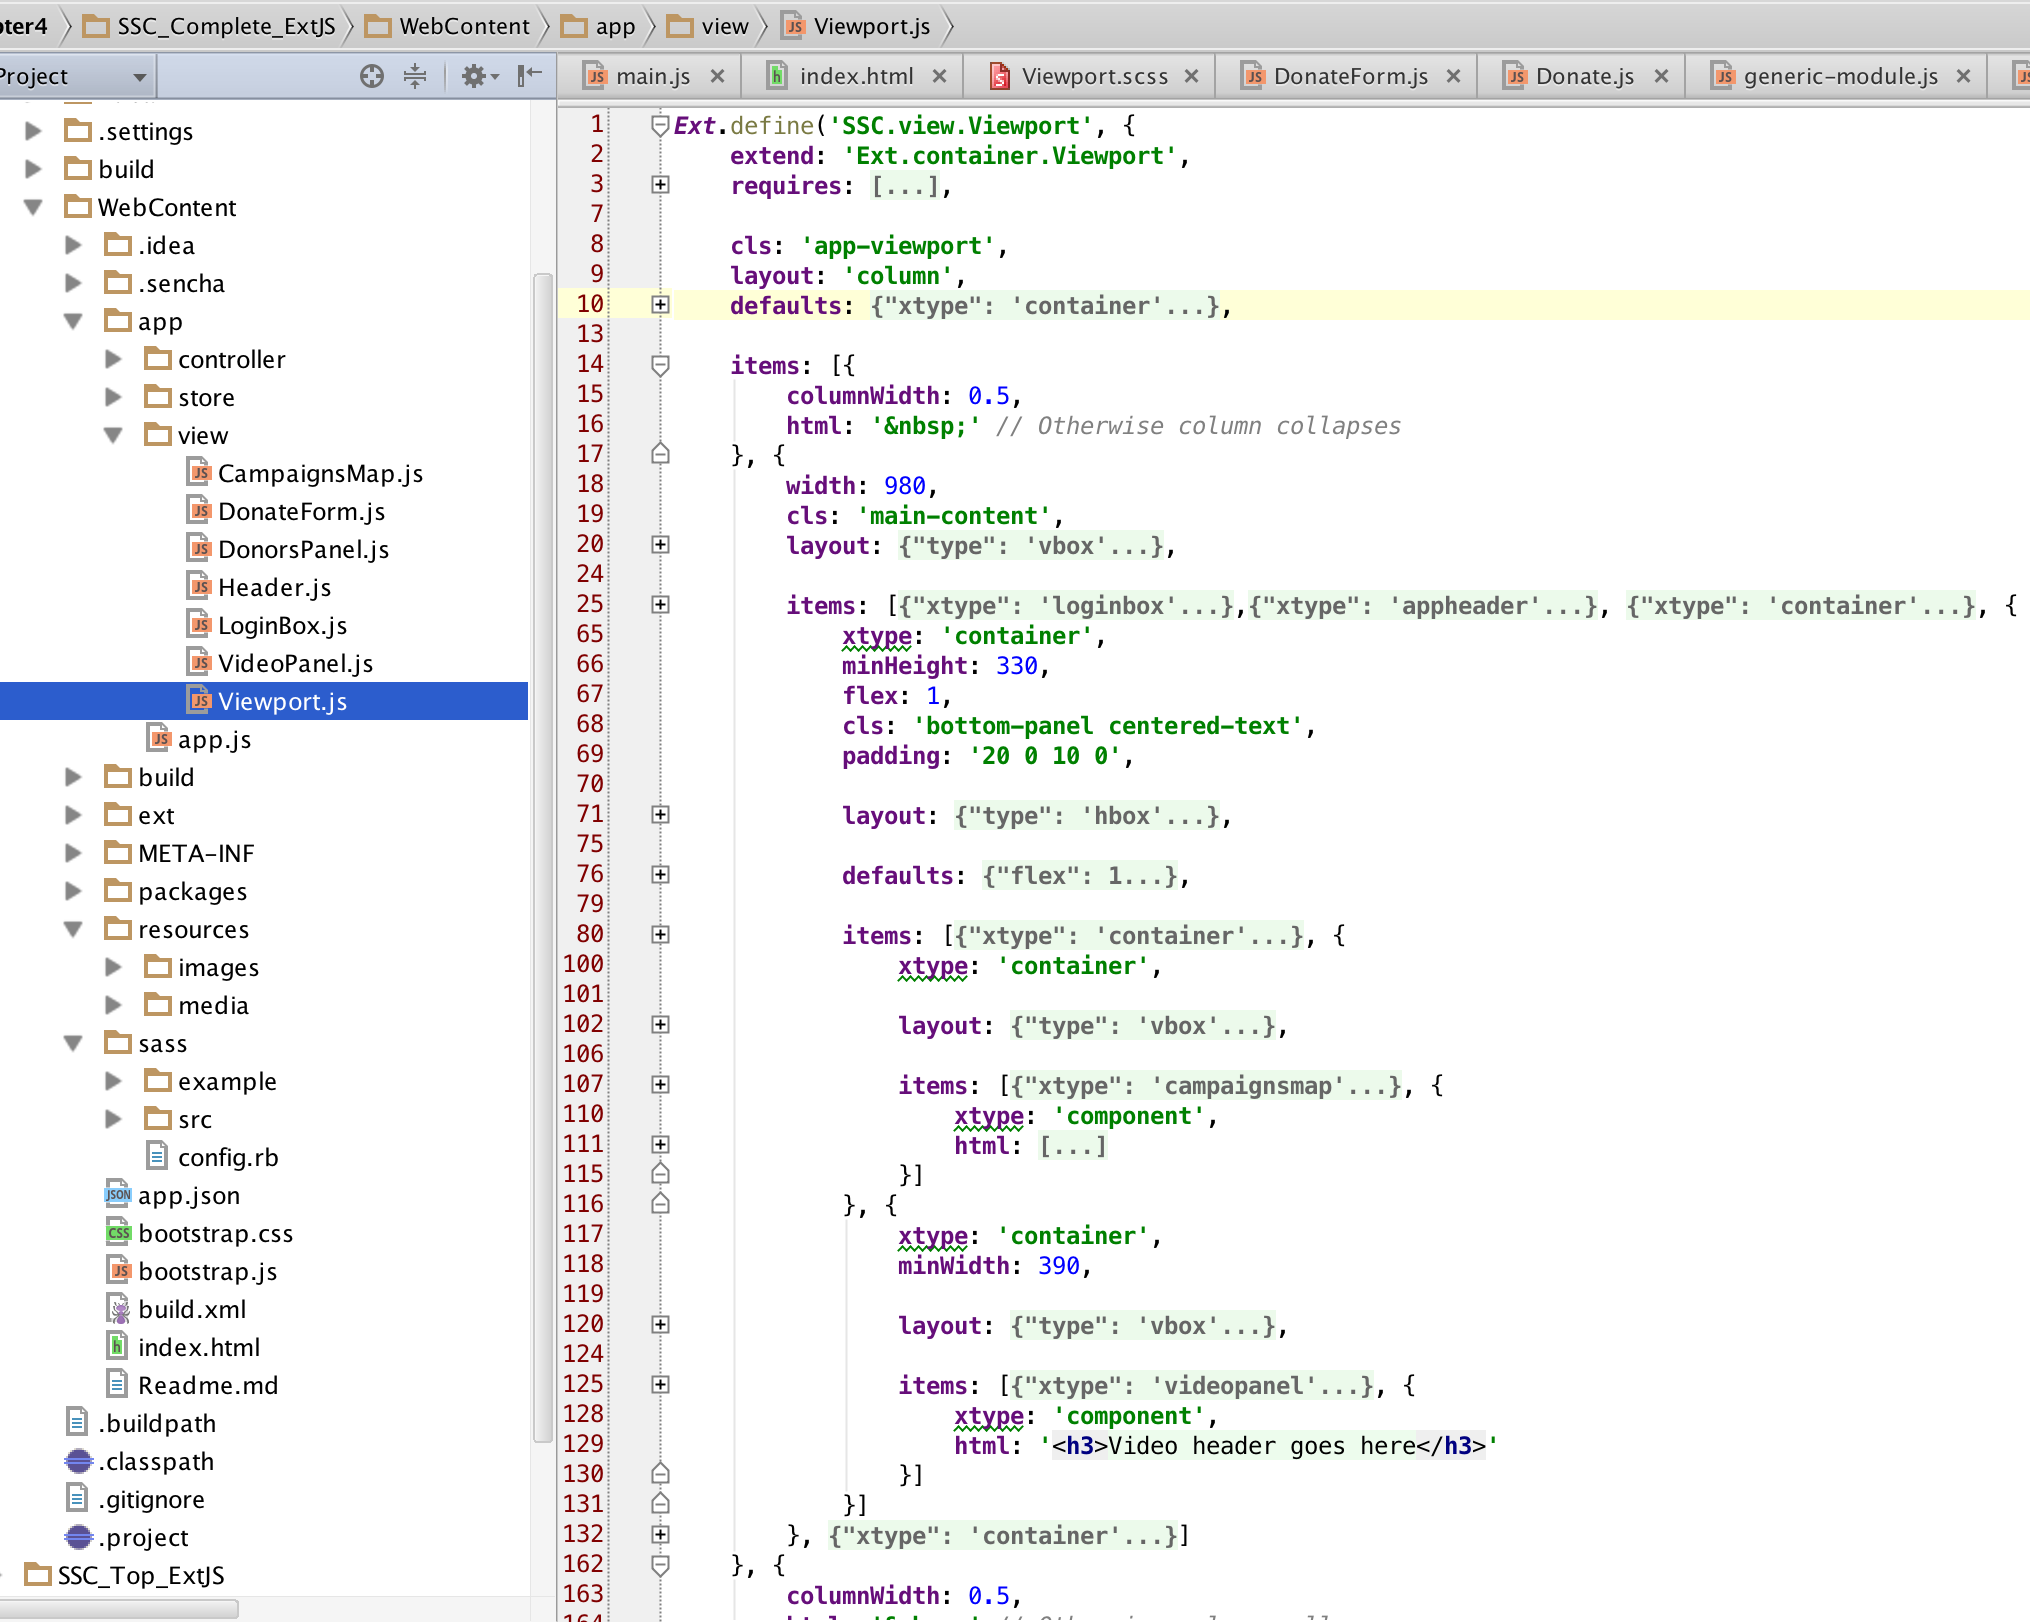 pter4 SSC_Complete_ExtJS WebContent app view Viewport.js
Project
main.js index.html Viewport.scss DonateForm.js Donate.js generic-module.js
.settings
build
WebContent
.idea
.sencha
app
controller
store
view
CampaignsMap.js
DonateForm.js
DonorsPanel.js
Header.js
LoginBox.js
VideoPanel.js
Viewport.js
app.js
build
ext
META-INF
packages
resources
images
media
sass
example
src
config.rb
app.json
bootstrap.css
bootstrap.js
build.xml
index.html
Readme.md
.buildpath
.classpath
.gitignore
.project
SSC_Top_ExtJS
1 Ext.define('SSC.view.Viewport', {
2 extend: 'Ext.container.Viewport',
3 requires: [...],
7
8 cls: 'app-viewport',
9 layout: 'column',
10 defaults: {"xtype": 'container'...},
13
14 items: [{
15 columnWidth: 0.5,
16 html: '&nbsp;' // Otherwise column collapses
17 }, {
18 width: 980,
19 cls: 'main-content',
20 layout: {"type": 'vbox'...},
24
25 items: [{"xtype": 'loginbox'...},{"xtype": 'appheader'...}, {"xtype": 'container'...}, {
65 xtype: 'container',
66 minHeight: 330,
67 flex: 1,
68 cls: 'bottom-panel centered-text',
69 padding: '20 0 10 0',
70
71 layout: {"type": 'hbox'...},
75
76 defaults: {"flex": 1...},
79
80 items: [{"xtype": 'container'...}, {
100 xtype: 'container',
101
102 layout: {"type": 'vbox'...},
106
107 items: [{"xtype": 'campaignsmap'...}, {
110 xtype: 'component',
111 html: [...]
115 }]
116 }, {
117 xtype: 'container',
118 minWidth: 390,
119
120 layout: {"type": 'vbox'...},
124
125 items: [{"xtype": 'videopanel'...}, {
128 xtype: 'component',
129 html: '<h3>Video header goes here</h3>'
130 }]
131 }]
132 }, {"xtype": 'container'...}]
162 }, {
163 columnWidth: 0.5,